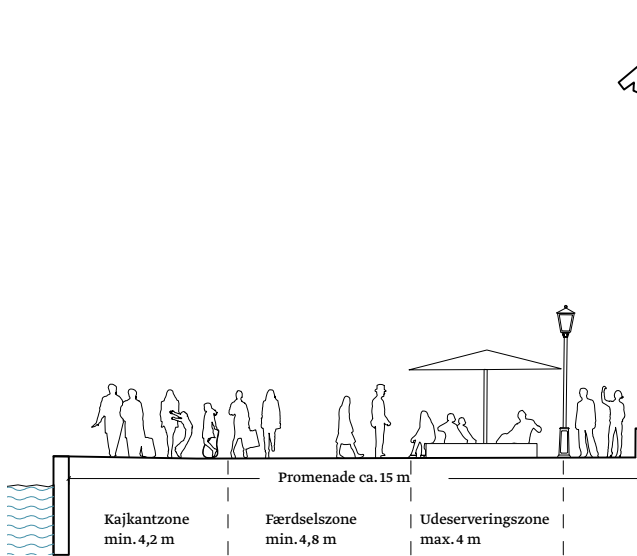 Promenade ca. 15 m
Kajkantzone
min. 4,2 m
Færdselszone
min. 4,8 m
Udeserveringszone
max. 4 m